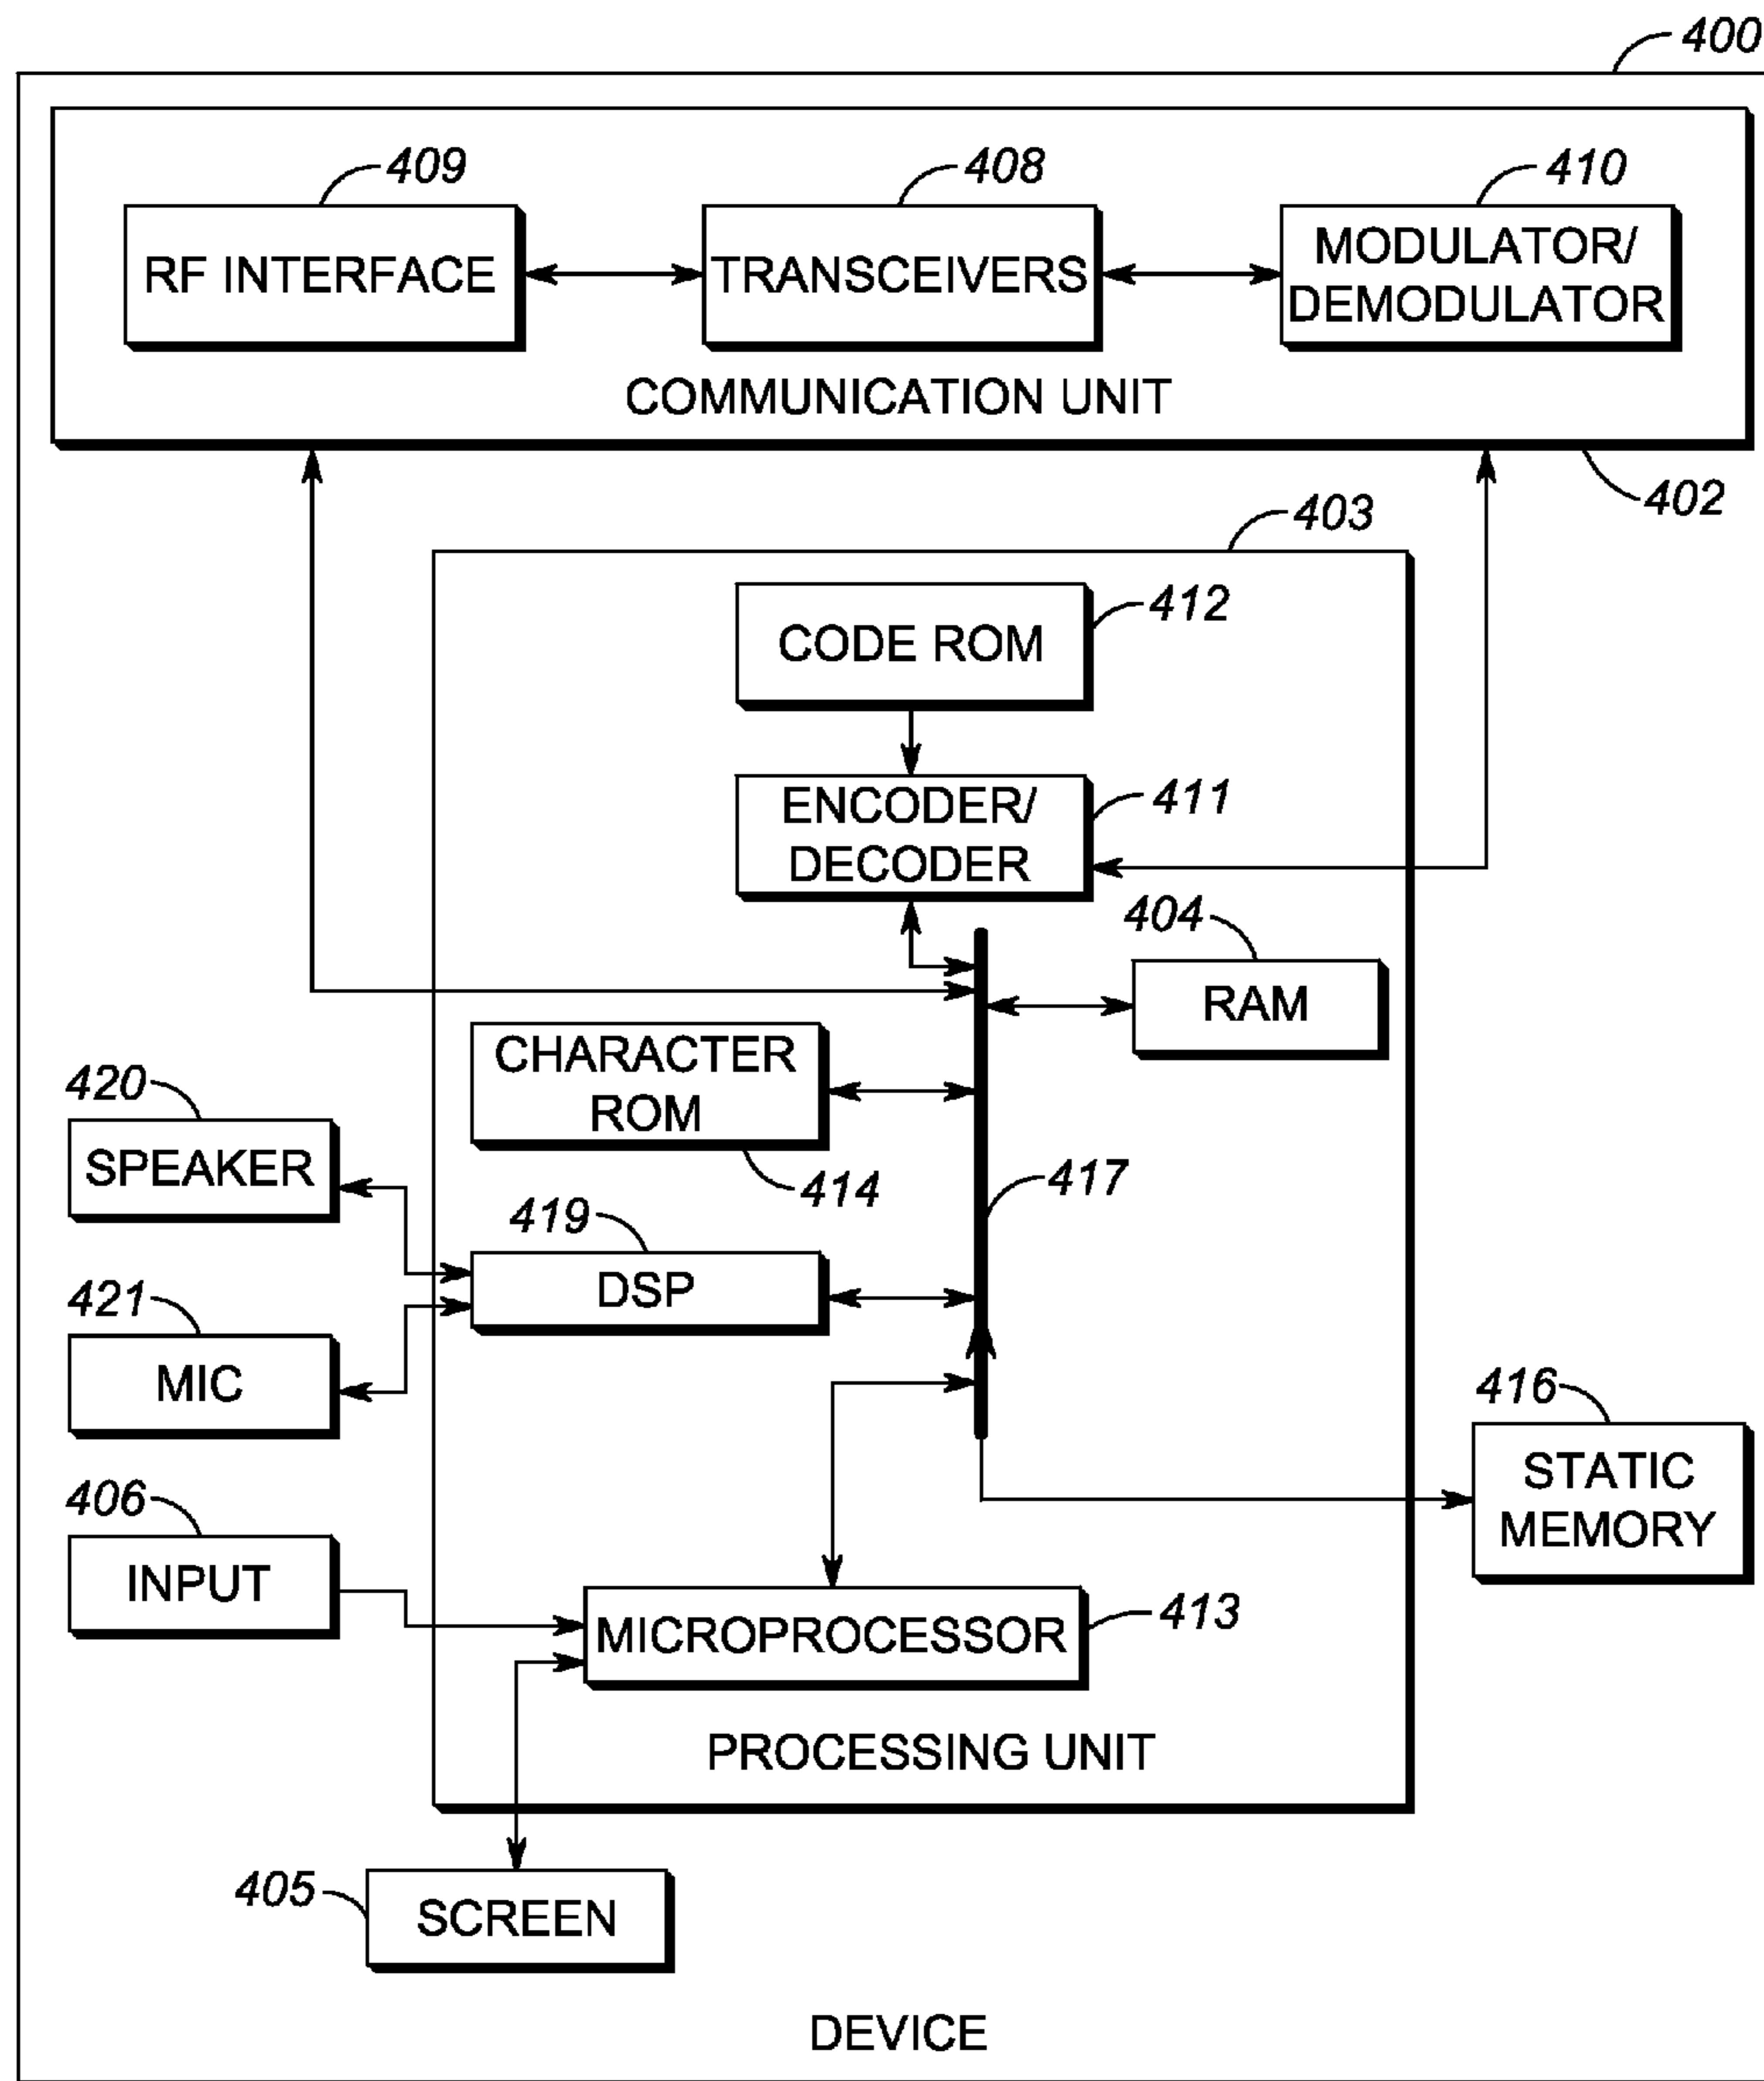 400
409
408
410
RF INTERFACE
TRANSCEIVERS
MODULATOR/
DEMODULATOR
COMMUNICATION UNIT
402
403
412
CODE ROM
411
ENCODER/
DECODER
404
RAM
CHARACTER
ROM
414
417
420
SPEAKER
419
DSP
421
MIC
416
STATIC
MEMORY
406
INPUT
413
MICROPROCESSOR
PROCESSING UNIT
405
SCREEN
DEVICE